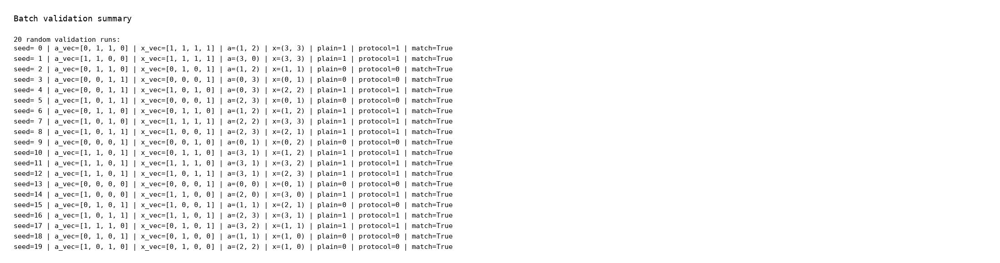 Batch validation summary
20 random validation runs:
seed= 0 | a_vec=[0, 1, 1, 0] | x_vec=[1, 1, 1, 1] | a=(1, 2) | x=(3, 3) | plain=1 | protocol=1 | match=True
seed= 1 | a_vec=[1, 1, 0, 0] | x_vec=[1, 1, 1, 1] | a=(3, 0) | x=(3, 3) | plain=1 | protocol=1 | match=True
seed= 2 | a_vec=[0, 1, 1, 0] | x_vec=[0, 1, 0, 1] | a=(1, 2) | x=(1, 1) | plain=0 | protocol=0 | match=True
seed= 3 | a_vec=[0, 0, 1, 1] | x_vec=[0, 0, 0, 1] | a=(0, 3) | x=(0, 1) | plain=0 | protocol=0 | match=True
seed= 4 | a_vec=[0, 0, 1, 1] | x_vec=[1, 0, 1, 0] | a=(0, 3) | x=(2, 2) | plain=1 | protocol=1 | match=True
seed= 5 | a_vec=[1, 0, 1, 1] | x_vec=[0, 0, 0, 1] | a=(2, 3) | x=(0, 1) | plain=0 | protocol=0 | match=True
seed= 6 | a_vec=[0, 1, 1, 0] | x_vec=[0, 1, 1, 0] | a=(1, 2) | x=(1, 2) | plain=1 | protocol=1 | match=True
seed= 7 | a_vec=[1, 0, 1, 0] | x_vec=[1, 1, 1, 1] | a=(2, 2) | x=(3, 3) | plain=1 | protocol=1 | match=True
seed= 8 | a_vec=[1, 0, 1, 1] | x_vec=[1, 0, 0, 1] | a=(2, 3) | x=(2, 1) | plain=1 | protocol=1 | match=True
seed= 9 | a_vec=[0, 0, 0, 1] | x_vec=[0, 0, 1, 0] | a=(0, 1) | x=(0, 2) | plain=0 | protocol=0 | match=True
seed=10 | a_vec=[1, 1, 0, 1] | x_vec=[0, 1, 1, 0] | a=(3, 1) | x=(1, 2) | plain=1 | protocol=1 | match=True
seed=11 | a_vec=[1, 1, 0, 1] | x_vec=[1, 1, 1, 0] | a=(3, 1) | x=(3, 2) | plain=1 | protocol=1 | match=True
seed=12 | a_vec=[1, 1, 0, 1] | x_vec=[1, 0, 1, 1] | a=(3, 1) | x=(2, 3) | plain=1 | protocol=1 | match=True
seed=13 | a_vec=[0, 0, 0, 0] | x_vec=[0, 0, 0, 1] | a=(0, 0) | x=(0, 1) | plain=0 | protocol=0 | match=True
seed=14 | a_vec=[1, 0, 0, 0] | x_vec=[1, 1, 0, 0] | a=(2, 0) | x=(3, 0) | plain=1 | protocol=1 | match=True
seed=15 | a_vec=[0, 1, 0, 1] | x_vec=[1, 0, 0, 1] | a=(1, 1) | x=(2, 1) | plain=0 | protocol=0 | match=True
seed=16 | a_vec=[1, 0, 1, 1] | x_vec=[1, 1, 0, 1] | a=(2, 3) | x=(3, 1) | plain=1 | protocol=1 | match=True
seed=17 | a_vec=[1, 1, 1, 0] | x_vec=[0, 1, 0, 1] | a=(3, 2) | x=(1, 1) | plain=1 | protocol=1 | match=True
seed=18 | a_vec=[0, 1, 0, 1] | x_vec=[0, 1, 0, 0] | a=(1, 1) | x=(1, 0) | plain=0 | protocol=0 | match=True
seed=19 | a_vec=[1, 0, 1, 0] | x_vec=[0, 1, 0, 0] | a=(2, 2) | x=(1, 0) | plain=0 | protocol=0 | match=True